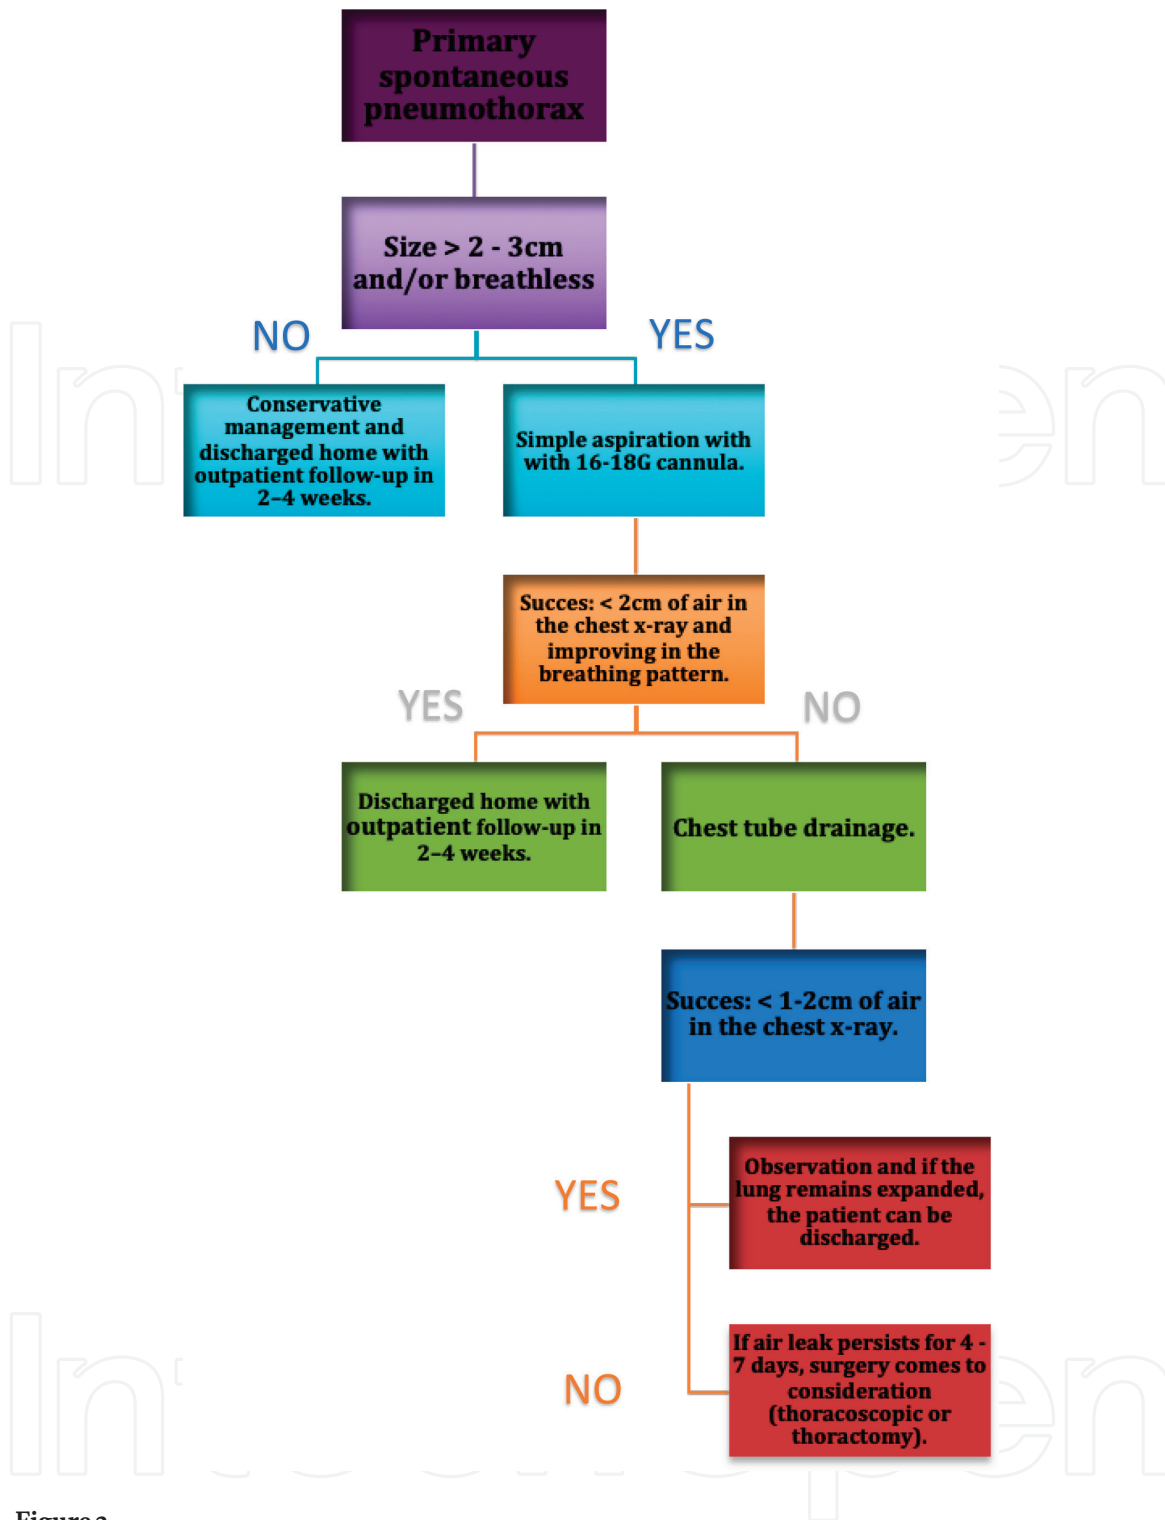 Primary
spontaneous
pneumothorax
Size > 2 - 3cm
and/or breathless
NO
YES
Conservative
management and
discharged home with
outpatient follow-up in
2–4 weeks.
Simple aspiration with
with 16-18G cannula.
Succes: < 2cm of air in
the chest x-ray and
improving in the
breathing pattern.
YES
NO
Discharged home with
outpatient follow-up in
2–4 weeks.
Chest tube drainage.
Succes: < 1-2cm of air
in the chest x-ray.
YES
Observation and if the
lung remains expanded,
the patient can be
discharged.
NO
If air leak persists for 4 -
7 days, surgery comes to
consideration
(thoracoscopic or
thoractomy).